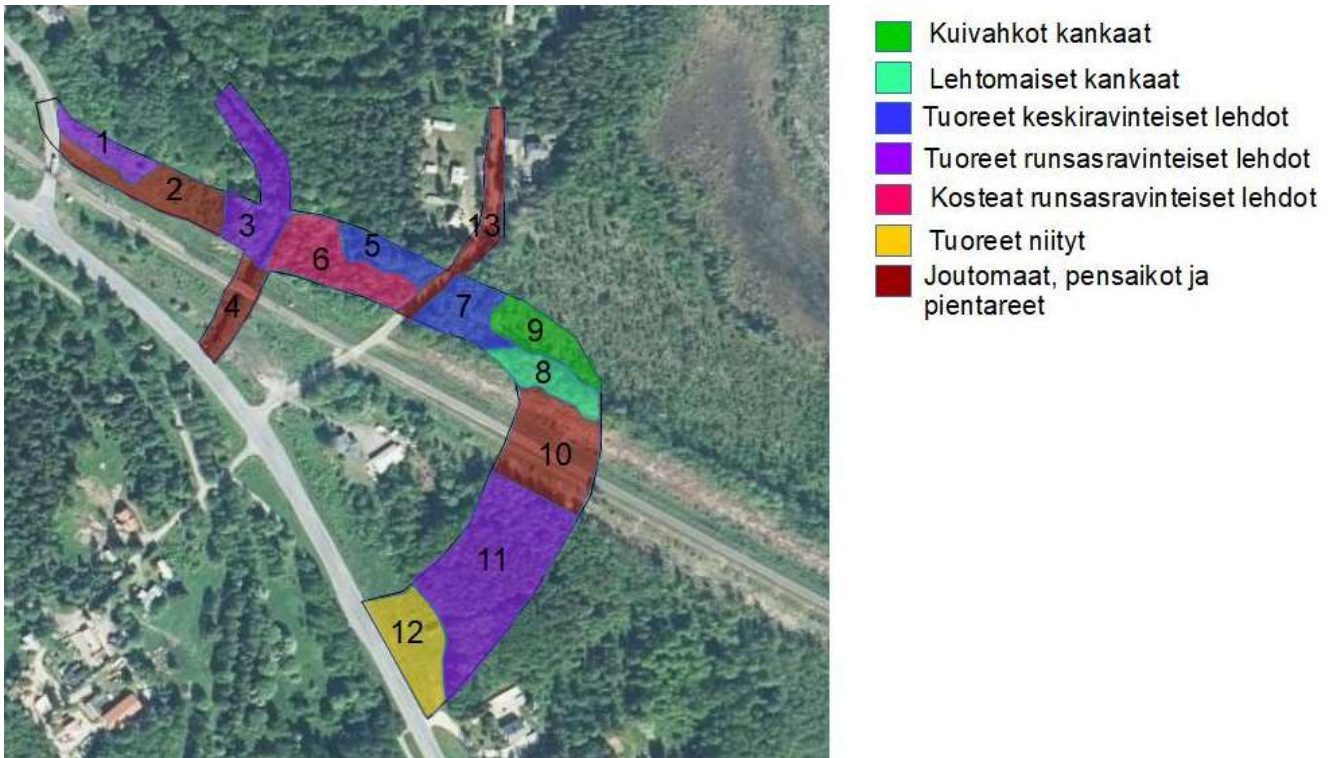 1
2
3
4
5
6
7
8
9
10
11
12
13
Kuivahkot kankaat
Lehtomaiset kankaat
Tuoreet keskiravinteiset lehdot
Tuoreet runsasravinteiset lehdot
Kosteat runsasravinteiset lehdot
Tuoreet niityt
Joutomaat, pensaikot ja
pientareet